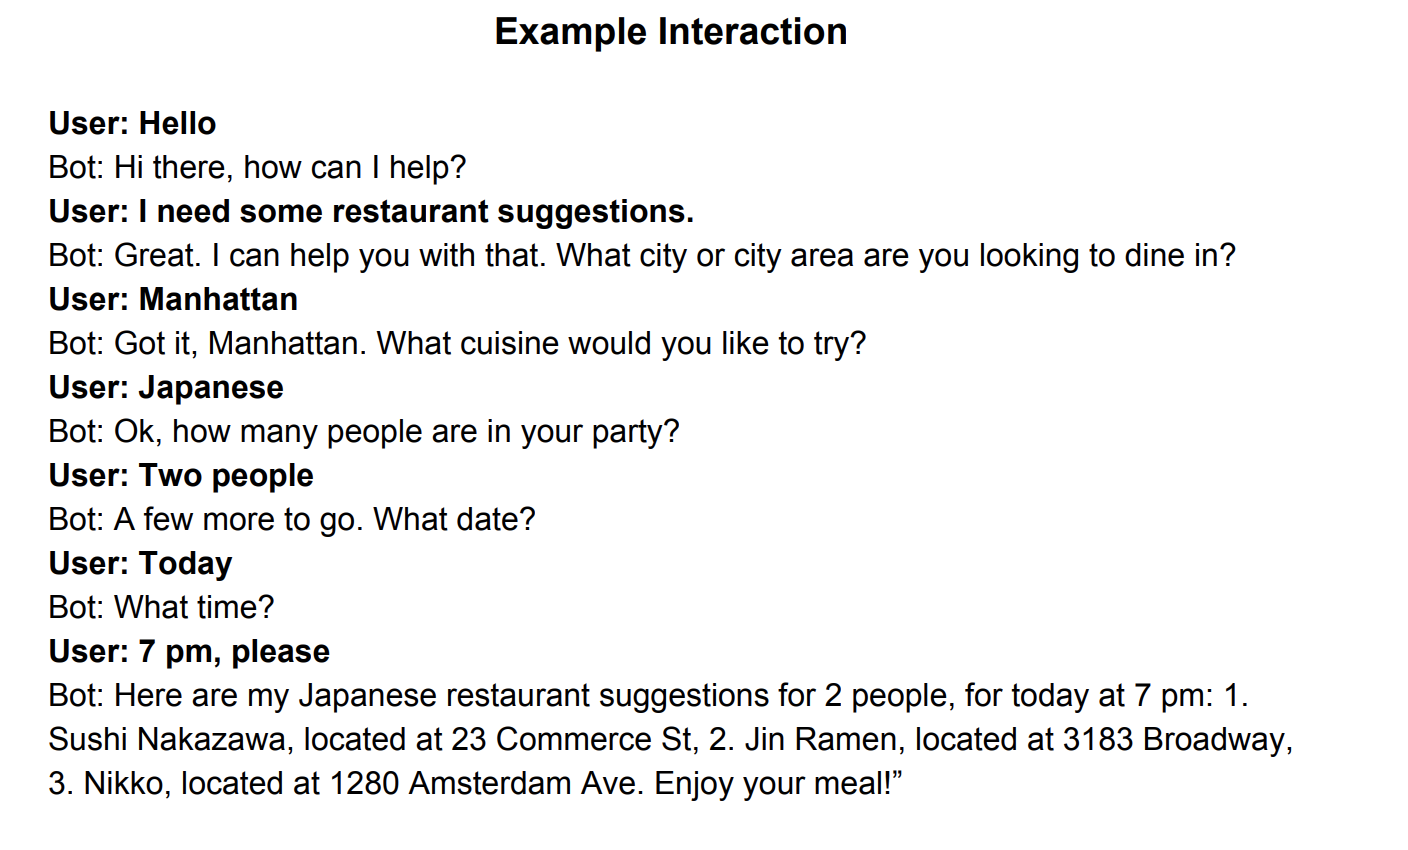 Example Interaction
User: Hello
Bot: Hi there, how can I help?
User: I need some restaurant suggestions.
Bot: Great. I can help you with that. What city or city area are you looking to dine in?
User: Manhattan
Bot: Got it, Manhattan. What cuisine would you like to try?
User: Japanese
Bot: Ok, how many people are in your party?
User: Two people
Bot: A few more to go. What date?
User: Today
Bot: What time?
User: 7 pm, please
Bot: Here are my Japanese restaurant suggestions for 2 people, for today at 7 pm: 1.
Sushi Nakazawa, located at 23 Commerce St, 2. Jin Ramen, located at 3183 Broadway,
3. Nikko, located at 1280 Amsterdam Ave. Enjoy your meal!”